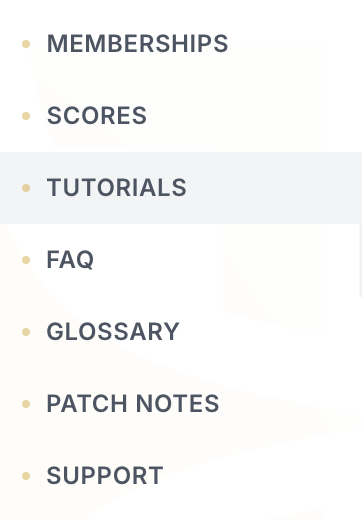 MEMBERSHIPS
SCORES
TUTORIALS
FAQ
GLOSSARY
PATCH NOTES
SUPPORT